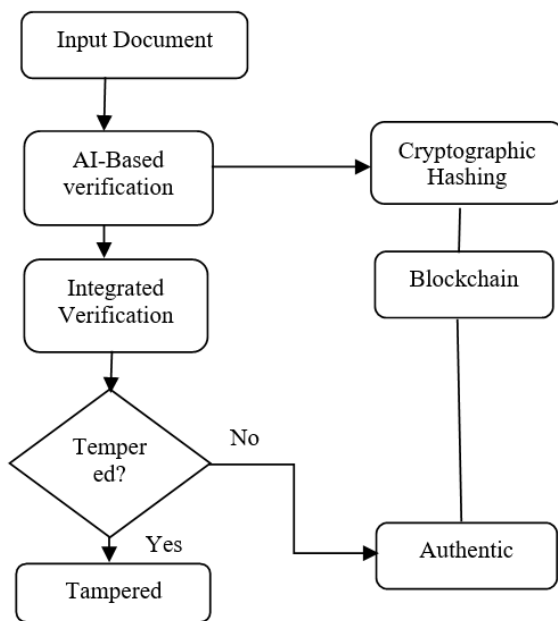 Input Document
AI-Based
verification
Cryptographic
Hashing
Integrated
Verification
Blockchain
Temper
ed?
No
Yes
Tampered
Authentic